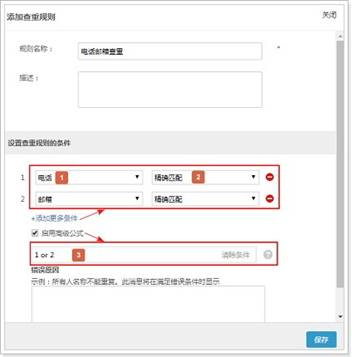 添加查重规则 关闭
规则名称： 电话邮箱查重 *
描述：
设置查重规则的条件
1 电话 1 精确匹配 2
2 邮箱 精确匹配
+添加更多条件
启用高级公式
1 or 2 3 清除条件 ?
错误原因
示例：所有人名称不能重复。此消息将在满足错误条件时显示
保存